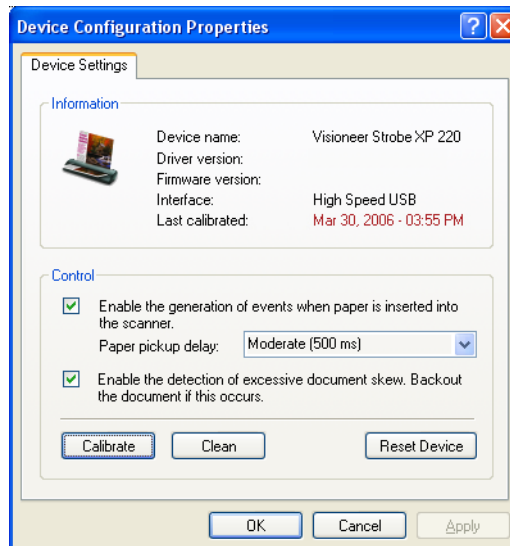 Device Configuration Properties
Device Settings
Information
Device name: Visioneer Strobe XP 220
Driver version:
Firmware version:
Interface: High Speed USB
Last calibrated: Mar 30, 2006 - 03:55 PM
Control
Enable the generation of events when paper is inserted into
the scanner.
Paper pickup delay: Moderate (500 ms)
Enable the detection of excessive document skew. Backout
the document if this occurs.
Calibrate Clean Reset Device
OK Cancel Apply